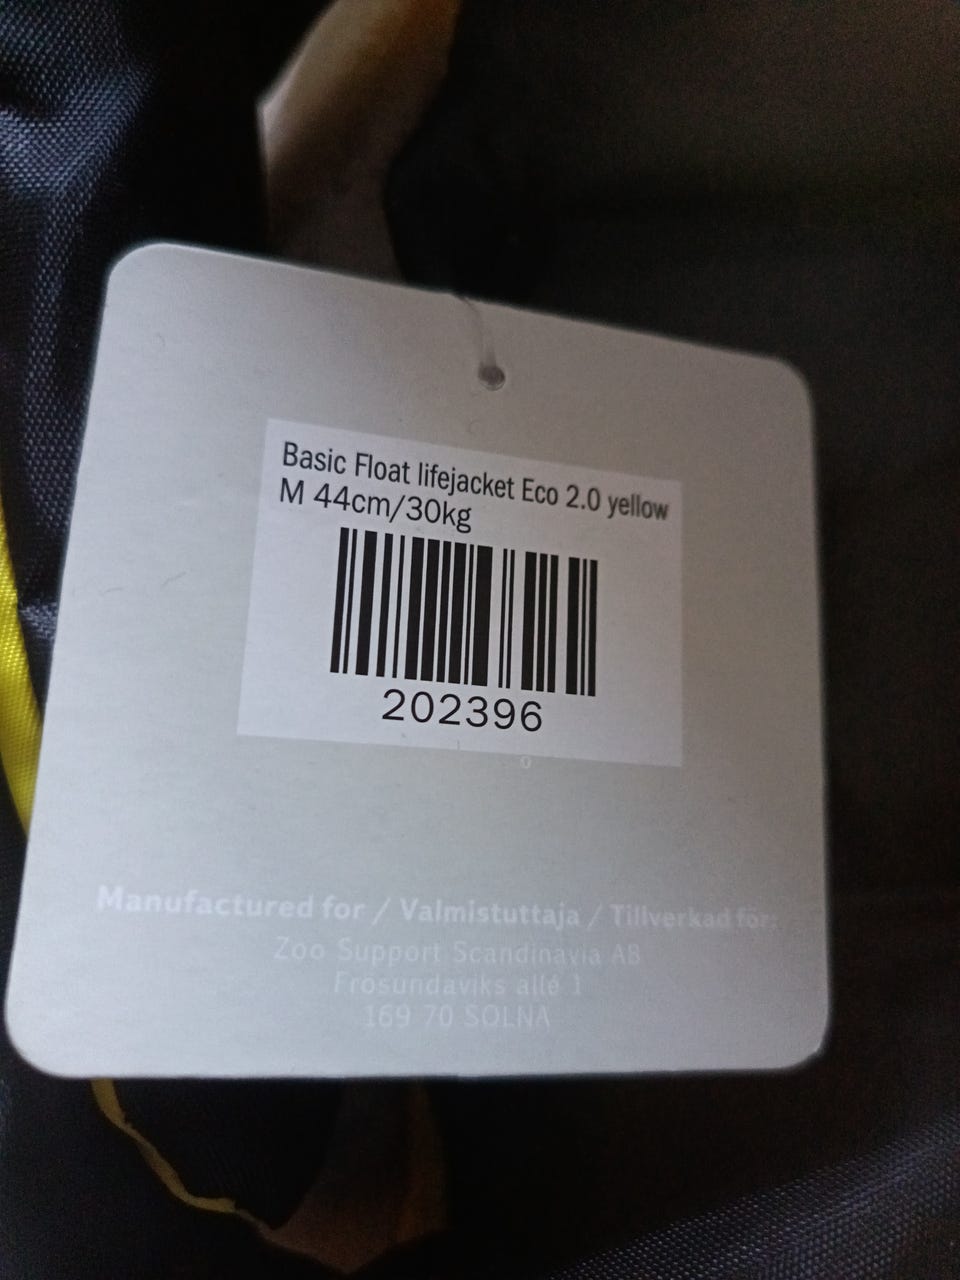 Basic Float lifejacket Eco 2.0 yellow
M 44cm/30kg
202396
Manufactured for / Valmistuttaja / Tillverkad för:
Zoo Support Scandinavia AB
Frösundaviks allé 1
169 70 SOLNA